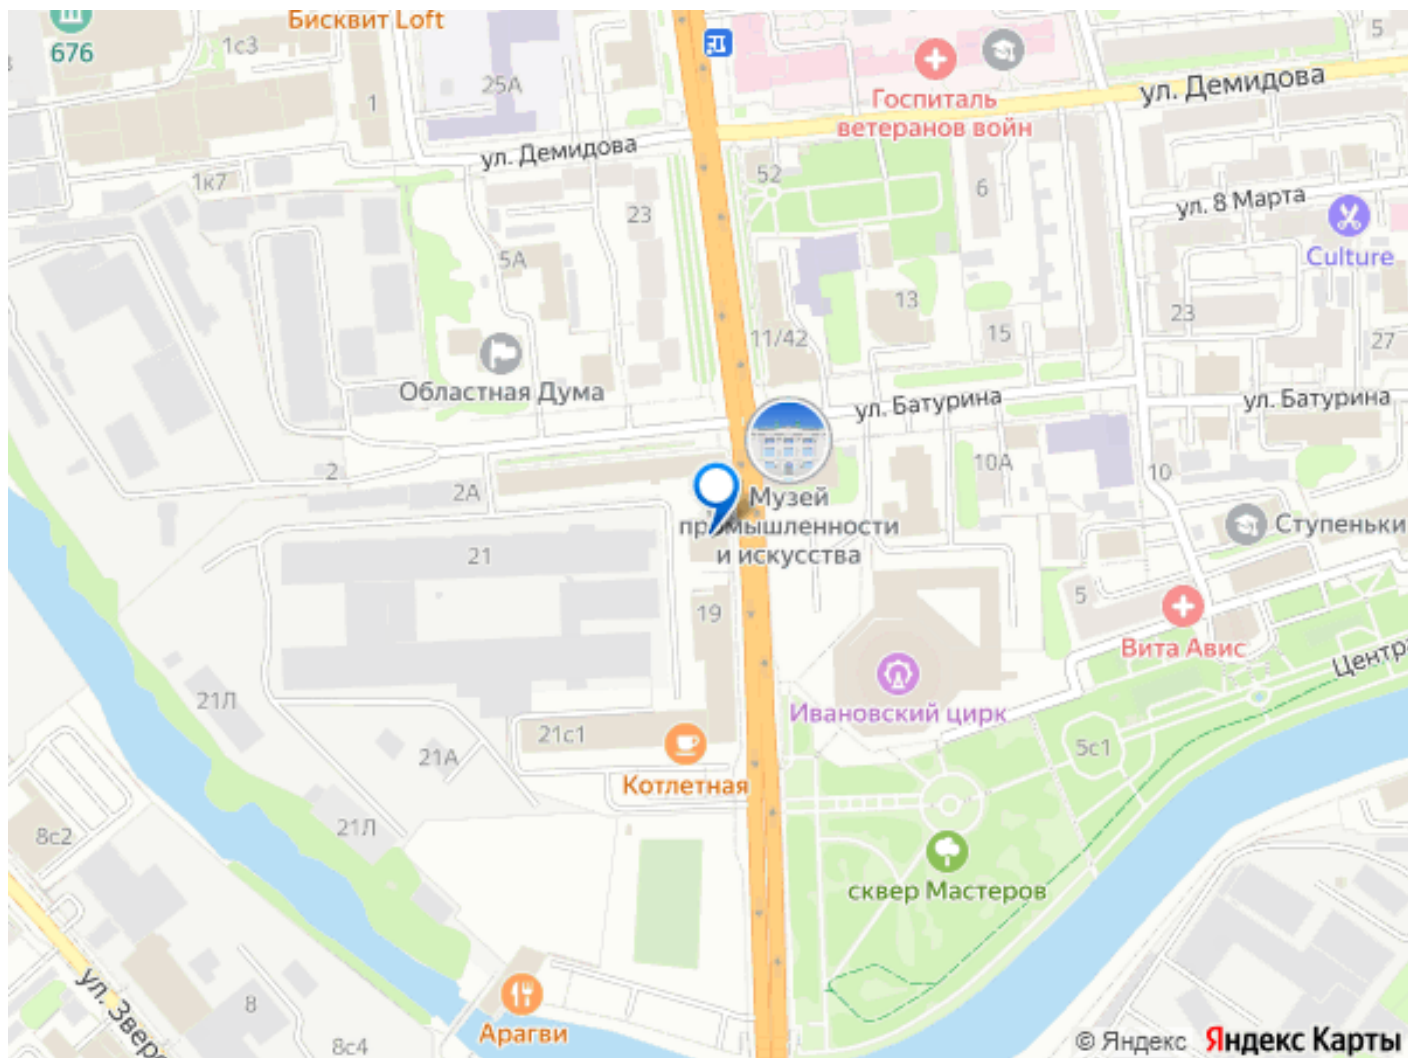 Бисквит Loft
5
676
1с3
25А
1
Госпиталь
ветеранов войн
ул. Демидова
ул. Демидова
1к7
52
6
23
ул. 8 Марта
5А
Culture
13
23
11/42
15
27
Областная Дума
ул. Батурина
ул. Батурина
2
2А
10А
10
Музей
промышленности
и искусства
Ступеньки
21
19
5
Вита Авис
Центра
21Л
Ивановский цирк
21с1
21А
5с1
Котлетная
21Л
8с2
сквер Мастеров
ул. Зверева
8
Арагви
8с4
© Яндекс Яндекс Карты